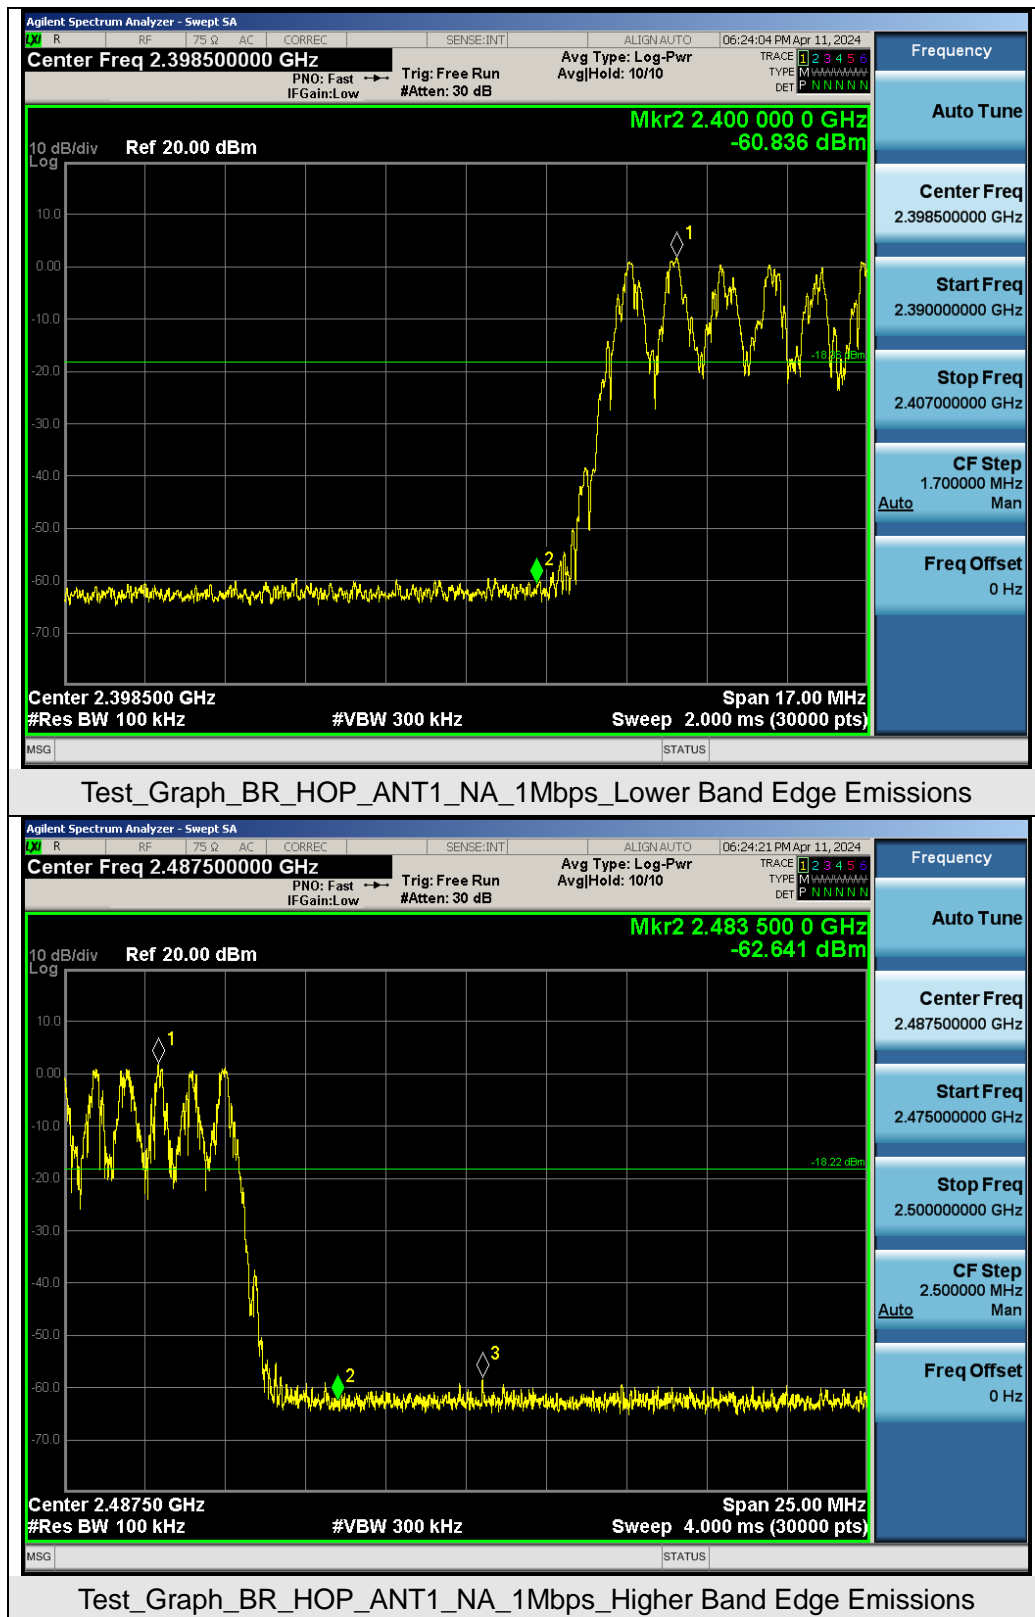 Agilent Spectrum Analyzer - Swept SA
LXI R RF 75 Ω AC CORREC SENSE:INT ALIGN AUTO 06:24:04 PM Apr 11, 2024
Center Freq 2.398500000 GHz
PNO: Fast
IFGain:Low
Trig: Free Run
#Atten: 30 dB
Avg Type: Log-Pwr
Avg|Hold: 10/10
TRACE 1 2 3 4 5 6
TYPE M W W W W W
DET P N N N N N
Mkr2 2.400 000 0 GHz
-60.836 dBm
10 dB/div Ref 20.00 dBm
Log
10.0
0.00
-10.0
-20.0
-30.0
-40.0
-50.0
-60.0
-70.0
1
2
Center 2.398500 GHz Span 17.00 MHz
#Res BW 100 kHz #VBW 300 kHz Sweep 2.000 ms (30000 pts)
MSG STATUS
Frequency
Auto Tune
Center Freq
2.398500000 GHz
Start Freq
2.390000000 GHz
Stop Freq
2.407000000 GHz
CF Step
1.700000 MHz
Auto Man
Freq Offset
0 Hz
Test_Graph_BR_HOP_ANT1_NA_1Mbps_Lower Band Edge Emissions
Agilent Spectrum Analyzer - Swept SA
LXI R RF 75 Ω AC CORREC SENSE:INT ALIGN AUTO 06:24:21 PM Apr 11, 2024
Center Freq 2.487500000 GHz
PNO: Fast
IFGain:Low
Trig: Free Run
#Atten: 30 dB
Avg Type: Log-Pwr
Avg|Hold: 10/10
TRACE 1 2 3 4 5 6
TYPE M W W W W W
DET P N N N N N
Mkr2 2.483 500 0 GHz
-62.641 dBm
10 dB/div Ref 20.00 dBm
Log
10.0
0.00
-10.0
-20.0
-30.0
-40.0
-50.0
-60.0
-70.0
1
-18.22 dBm
2
3
Center 2.48750 GHz Span 25.00 MHz
#Res BW 100 kHz #VBW 300 kHz Sweep 4.000 ms (30000 pts)
MSG STATUS
Frequency
Auto Tune
Center Freq
2.487500000 GHz
Start Freq
2.475000000 GHz
Stop Freq
2.500000000 GHz
CF Step
2.500000 MHz
Auto Man
Freq Offset
0 Hz
Test_Graph_BR_HOP_ANT1_NA_1Mbps_Higher Band Edge Emissions